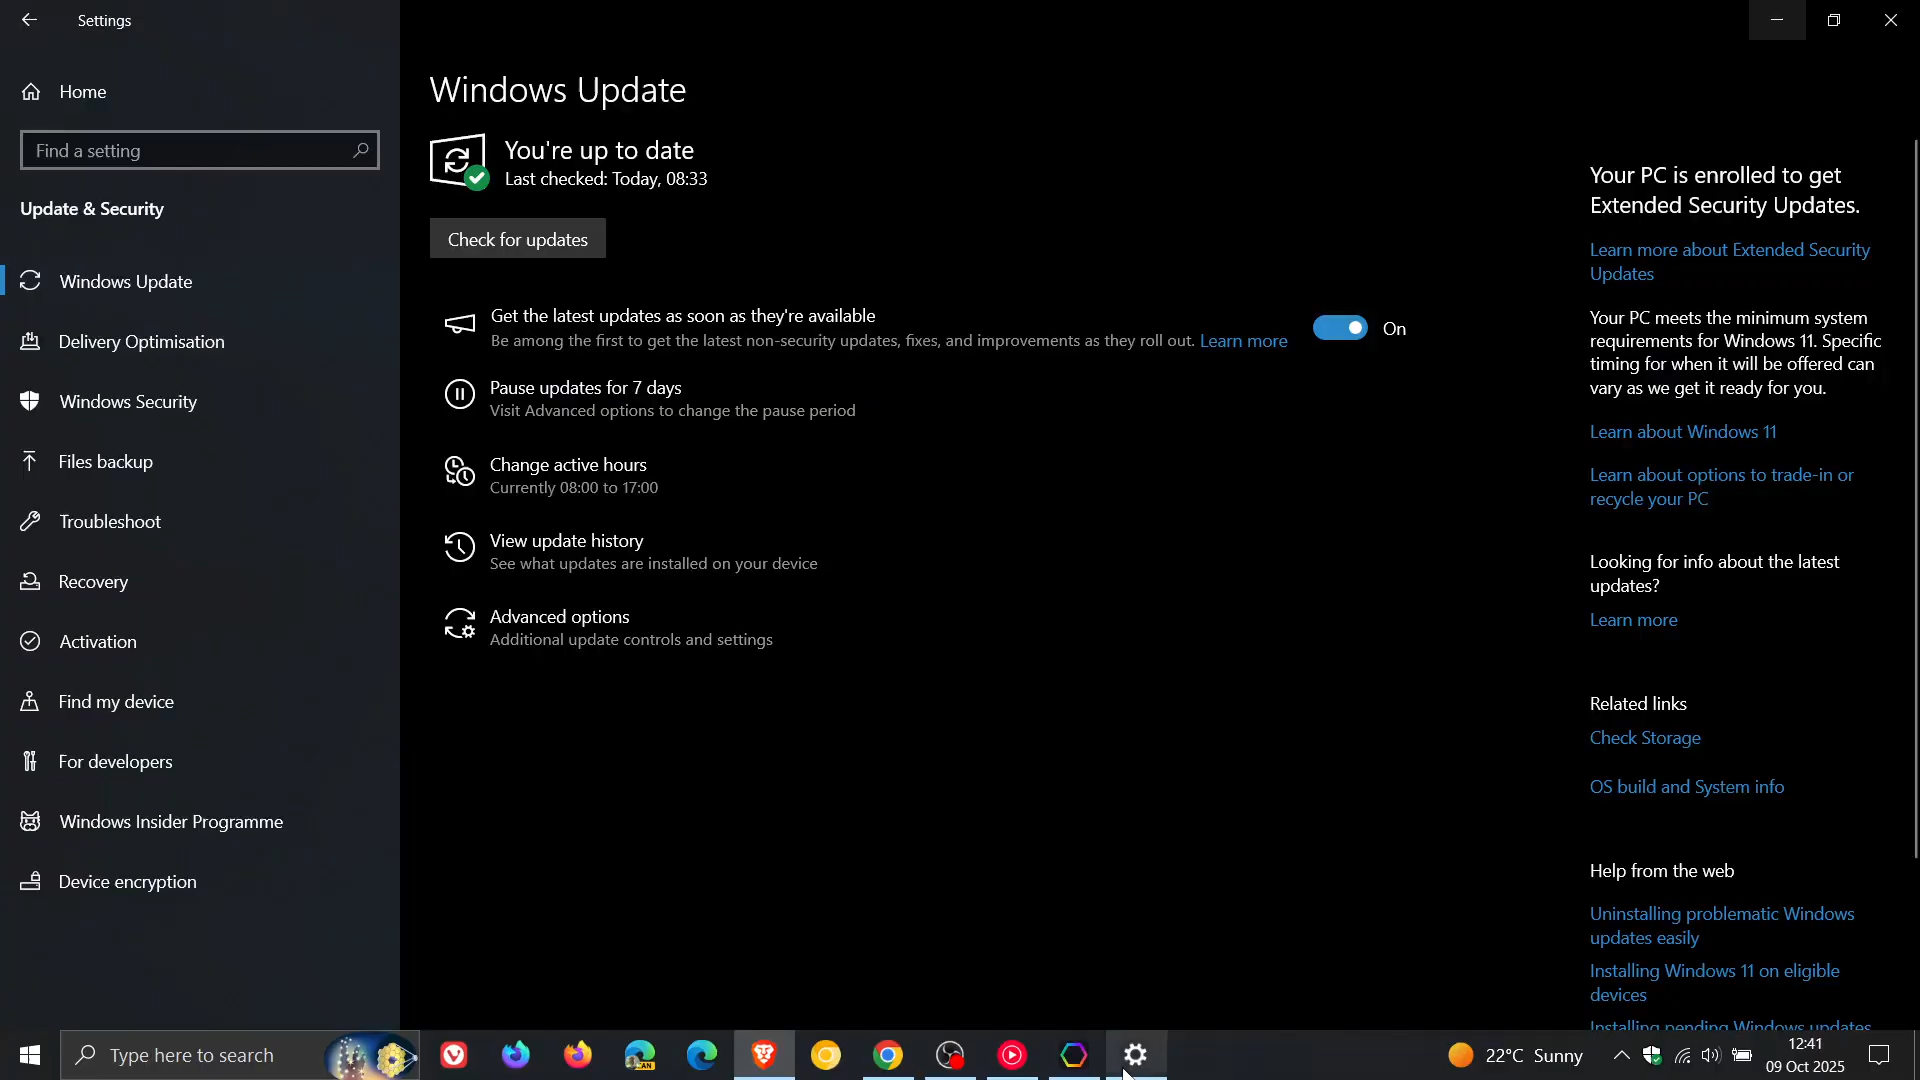 Settings
Home
Find a setting
Update & Security
Windows Update
Delivery Optimisation
Windows Security
Files backup
Troubleshoot
Recovery
Activation
Find my device
For developers
Windows Insider Programme
Device encryption
Windows Update
You're up to date
Last checked: Today, 08:33
Check for updates
Get the latest updates as soon as they're available
Be among the first to get the latest non-security updates, fixes, and improvements as they roll out. Learn more
On
Pause updates for 7 days
Visit Advanced options to change the pause period
Change active hours
Currently 08:00 to 17:00
View update history
See what updates are installed on your device
Advanced options
Additional update controls and settings
Your PC is enrolled to get
Extended Security Updates.
Learn more about Extended Security
Updates
Your PC meets the minimum system
requirements for Windows 11. Specific
timing for when it will be offered can
vary as we get it ready for you.
Learn about Windows 11
Learn about options to trade-in or
recycle your PC
Looking for info about the latest
updates?
Learn more
Related links
Check Storage
OS build and System info
Help from the web
Uninstalling problematic Windows
updates easily
Installing Windows 11 on eligible
devices
Installing pending Windows updates
Type here to search
CAN
22°C Sunny
12:41
09 Oct 2025